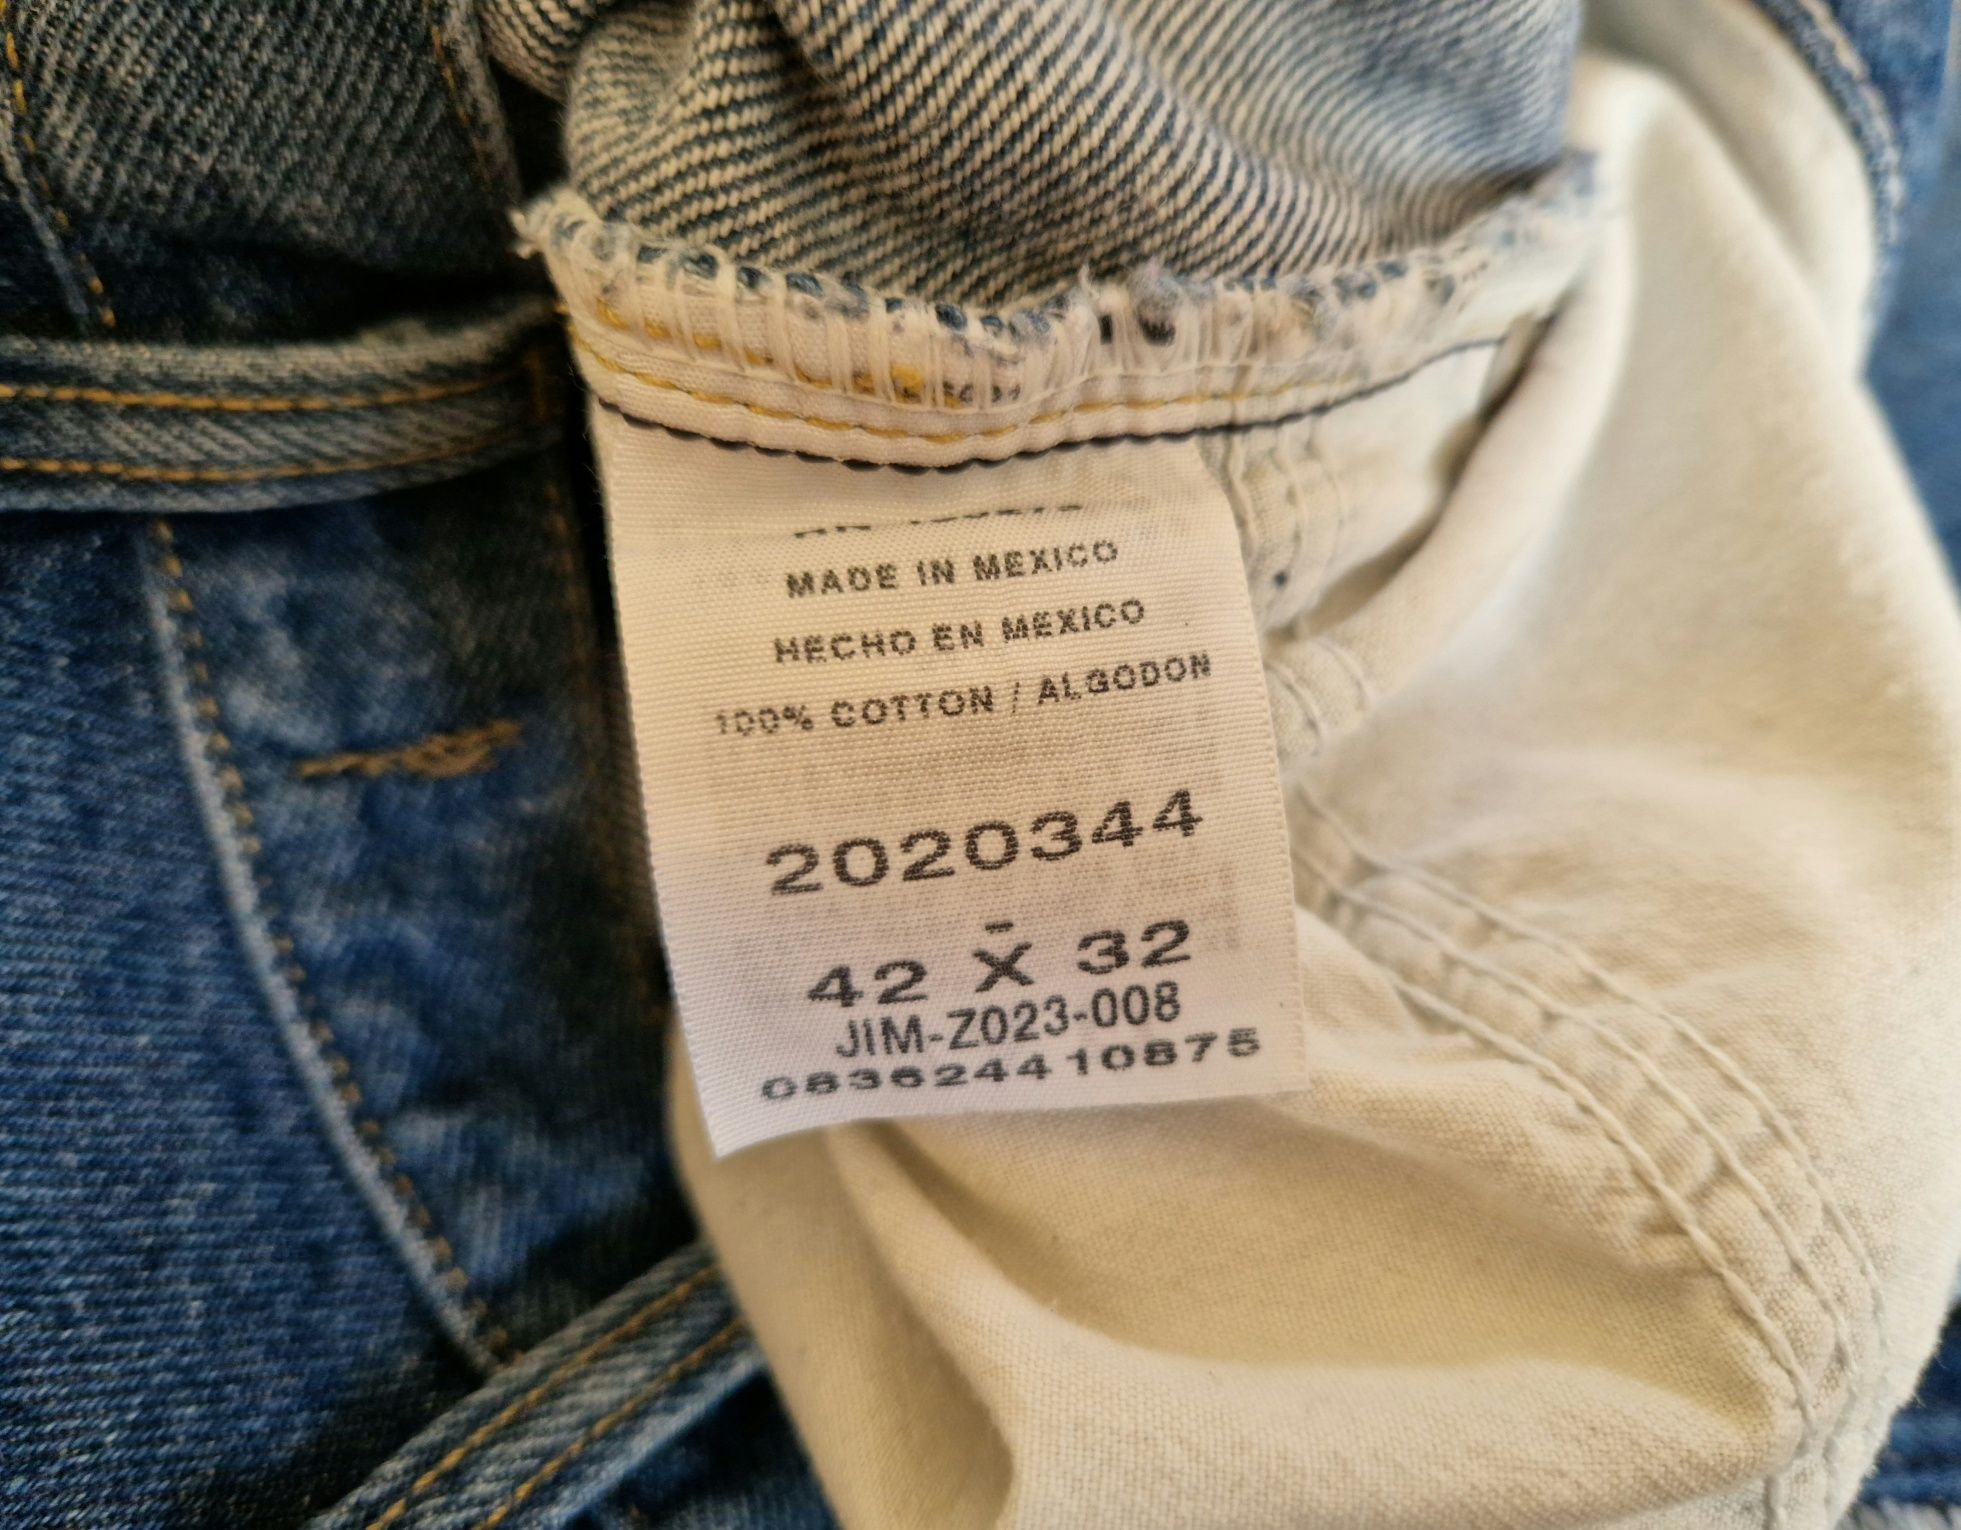 MADE IN MEXICO
HECHO EN MEXICO
100% COTTON / ALGODON
2020344
-
42 X 32
JIM-Z023-008
083624410875